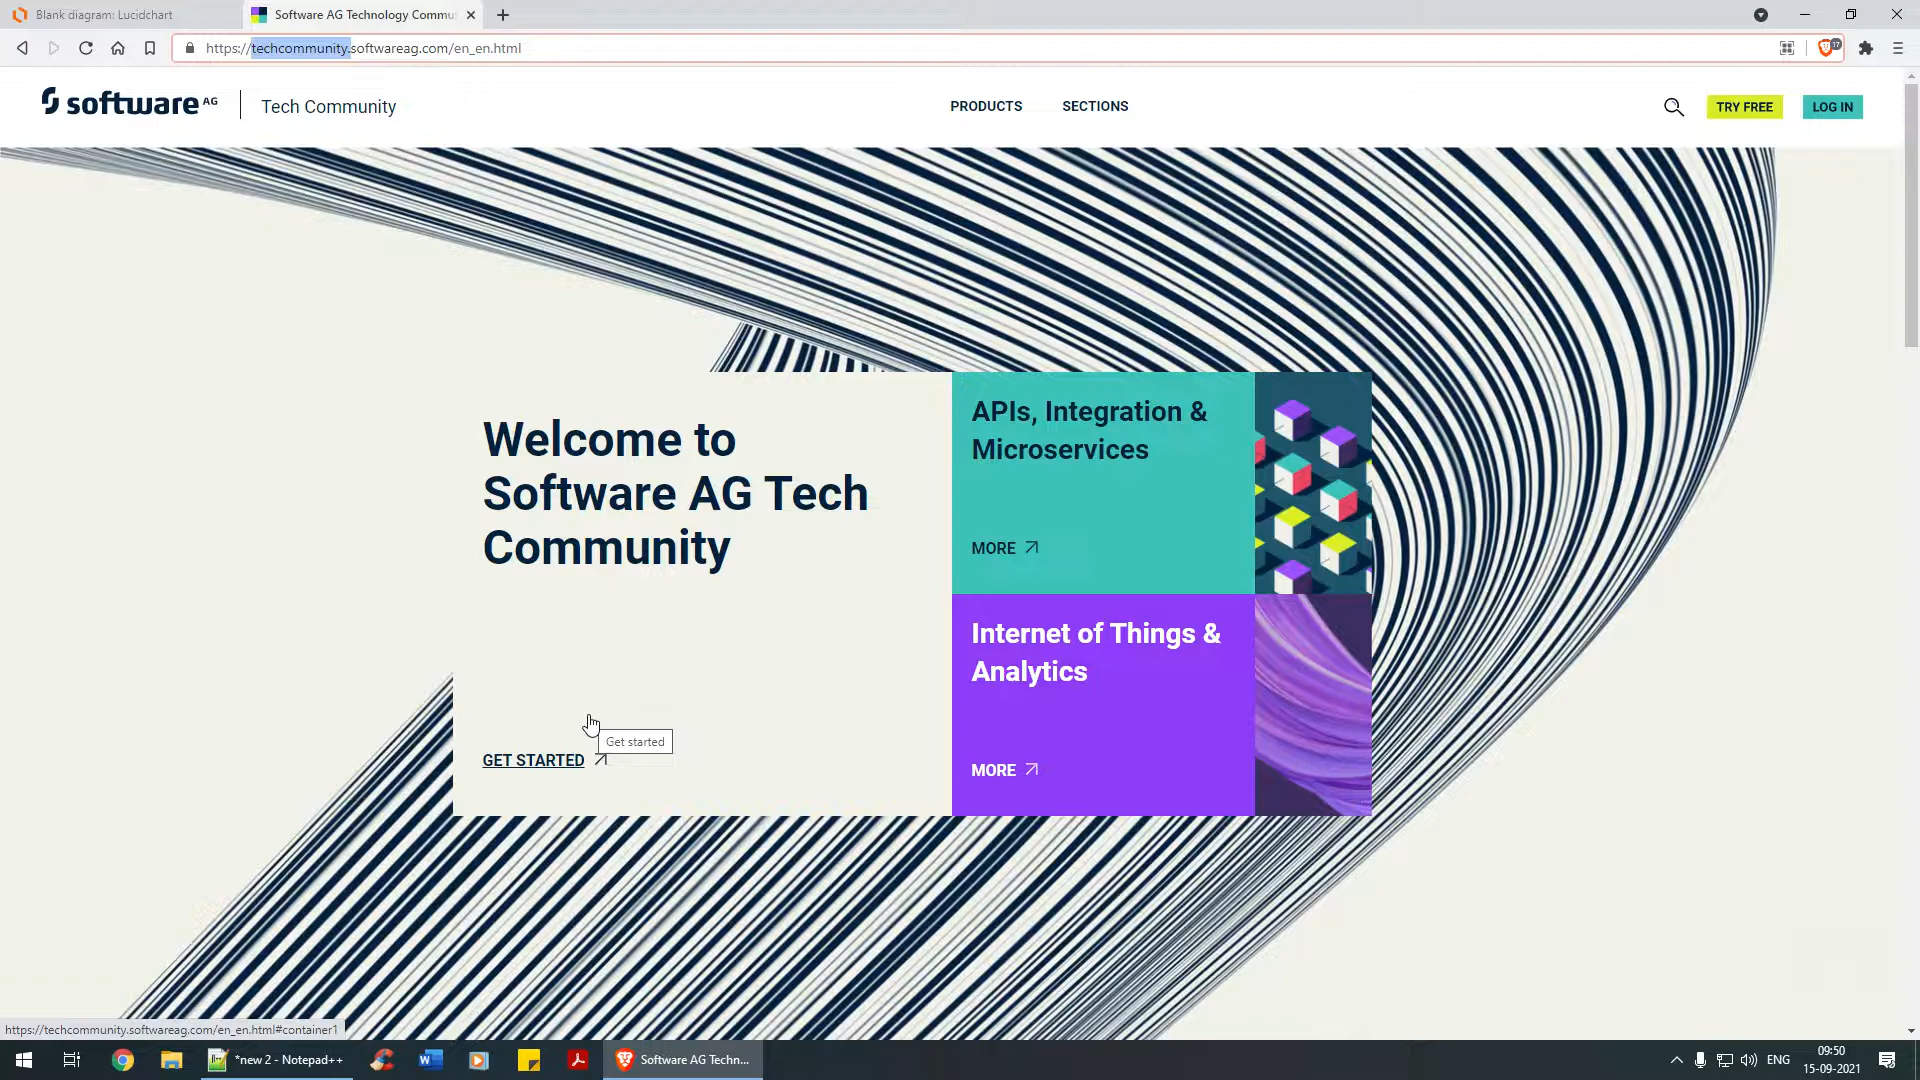 Blank diagram: Lucidchart
Software AG Technology Commu
https://techcommunity.softwareag.com/en_en.html
17
software AG
Tech Community
PRODUCTS
SECTIONS
TRY FREE
LOG IN
Welcome to
Software AG Tech
Community
GET STARTED
Get started
APIs, Integration &
Microservices
MORE
Internet of Things &
Analytics
MORE
https://techcommunity.softwareag.com/en_en.html#container1
*new 2 - Notepad++
Software AG Techn...
ENG
09:50
15-09-2021